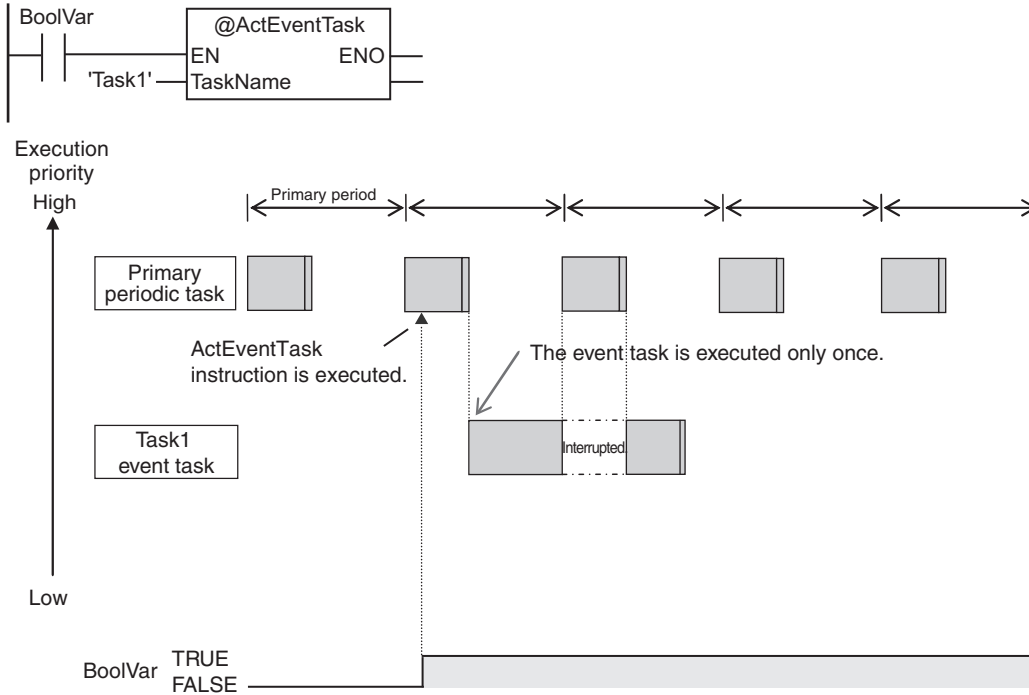 BoolVar
@ActEventTask
EN
ENO
'Task1'
TaskName
Execution
priority
High
Primary period
Primary
periodic task
ActEventTask
instruction is executed.
The event task is executed only once.
Task1
event task
Interrupted.
Low
BoolVar
TRUE
FALSE